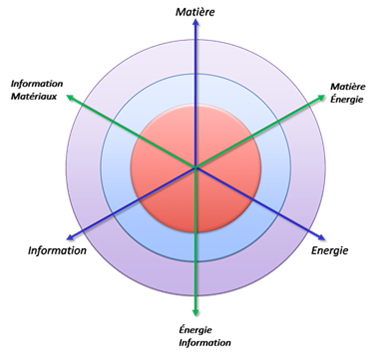 Matière
Information
Matériaux
Matière
Énergie
Information
Energie
Énergie
Information